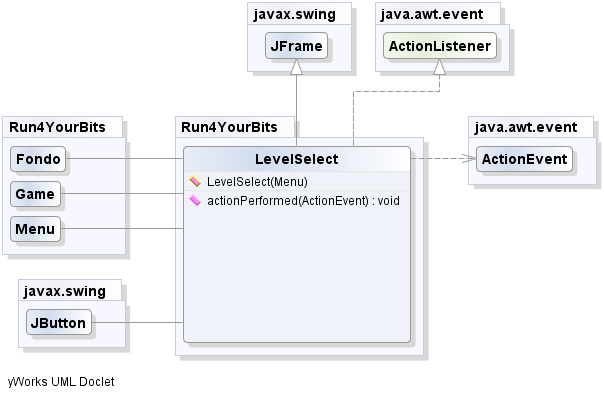 javax.swing
JFrame
java.awt.event
ActionListener
Run4YourBits
Fondo
Game
Menu
Run4YourBits
LevelSelect
LevelSelect(Menu)
actionPerformed(ActionEvent) : void
java.awt.event
ActionEvent
javax.swing
JButton
yWorks UML Doclet